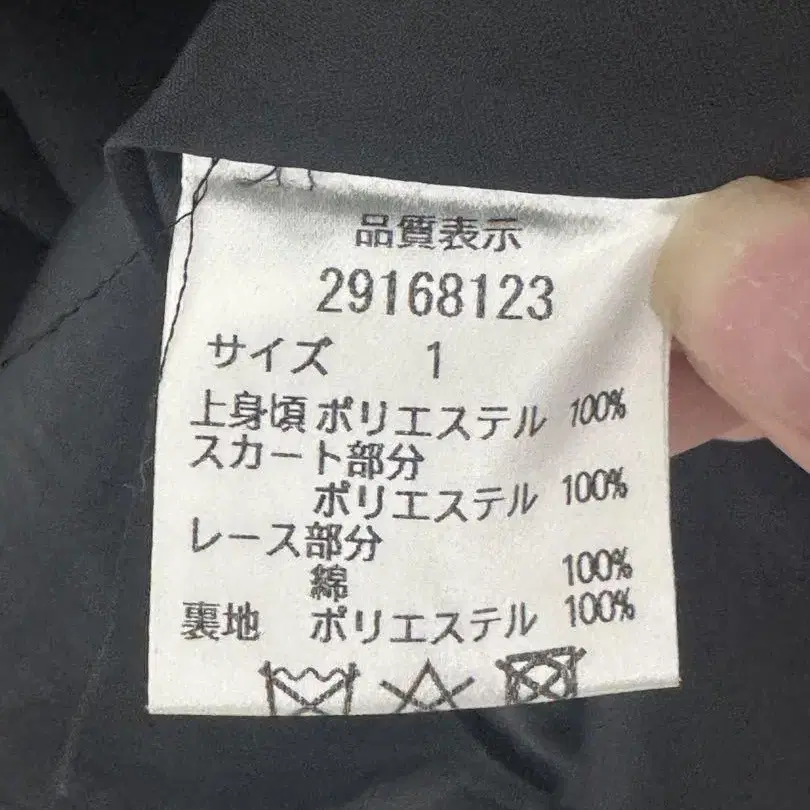 品質表示
29168123
サイズ 1
上身頃 ポリエステル 100%
スカート部分
ポリエステル 100%
レース部分
綿 100%
裏地 ポリエステル 100%